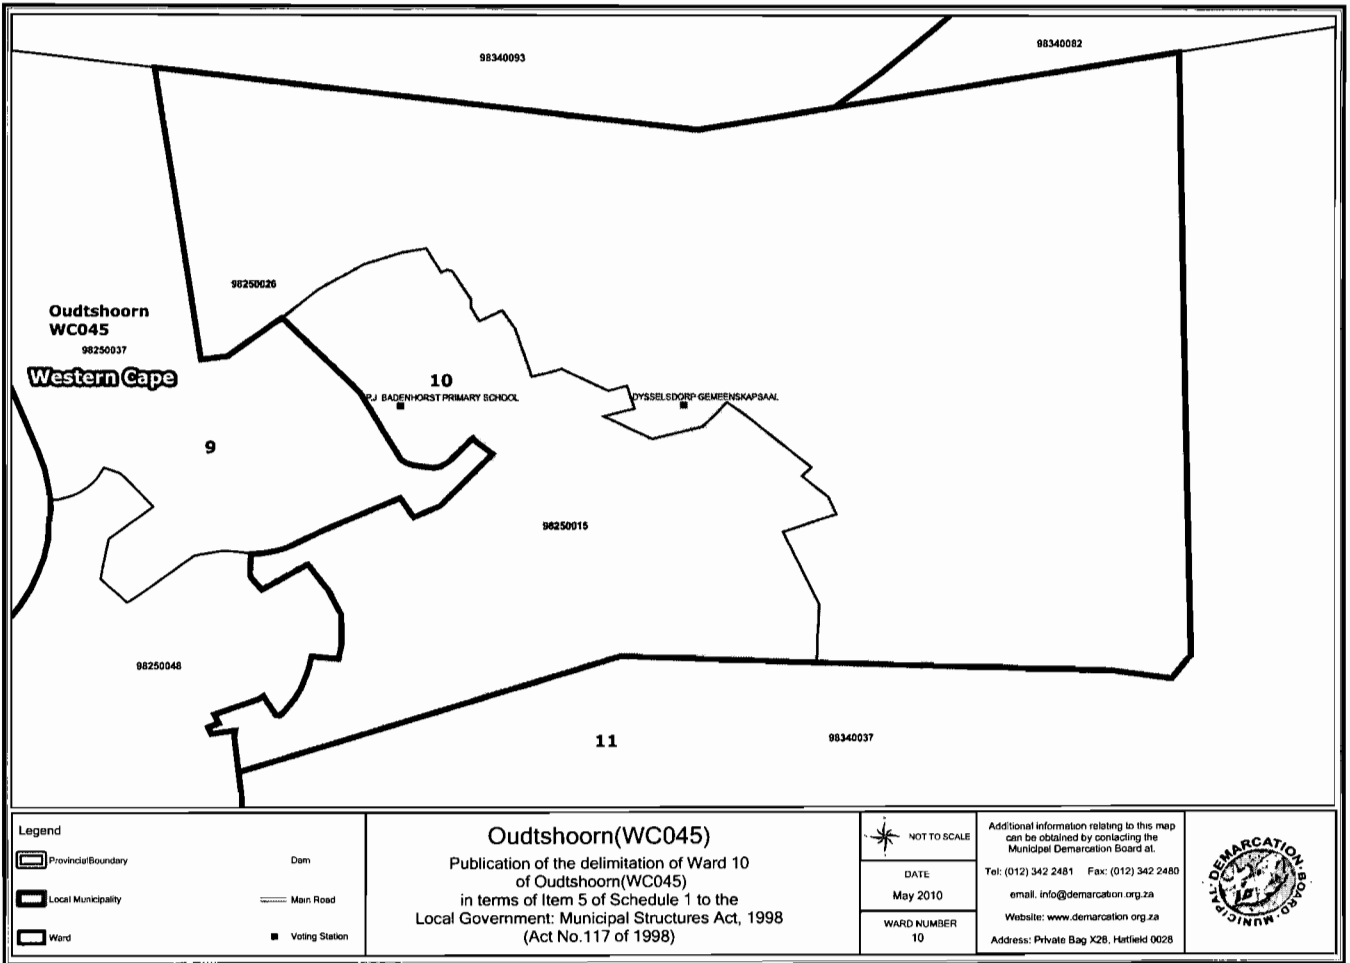 98340093
98340082
98250026
Oudtshoorn
WC045
98250037
Western Cape
10
P.J BADENHORST PRIMARY SCHOOL
DYSSELSDORP GEMEENSKAPSAAL
9
98250015
98250048
11
98340037
Legend
Provincial Boundary
Local Municipality
Ward
Dam
Main Road
Voting Station
Oudtshoorn(WC045)
Publication of the delimitation of Ward 10
of Oudtshoorn(WC045)
in terms of Item 5 of Schedule 1 to the
Local Government: Municipal Structures Act, 1998
(Act No.117 of 1998)
NOT TO SCALE
DATE
May 2010
WARD NUMBER
10
Additional information relating to this map
can be obtained by contacting the
Municipal Demarcation Board at.
Tel: (012) 342 2481 Fax: (012) 342 2480
email. info@demarcation.org.za
Website: www.demarcation org.za
Address: Private Bag X28, Hatfield 0028
MUNICIPAL DEMARCATION BOARD